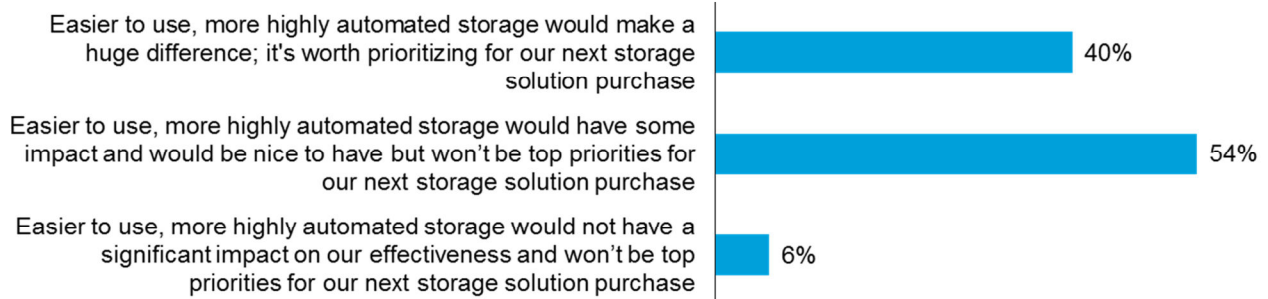 Easier to use, more highly automated storage would make a
huge difference; it's worth prioritizing for our next storage
solution purchase
40%
Easier to use, more highly automated storage would have some
impact and would be nice to have but won’t be top priorities for
our next storage solution purchase
54%
Easier to use, more highly automated storage would not have a
significant impact on our effectiveness and won’t be top
priorities for our next storage solution purchase
6%